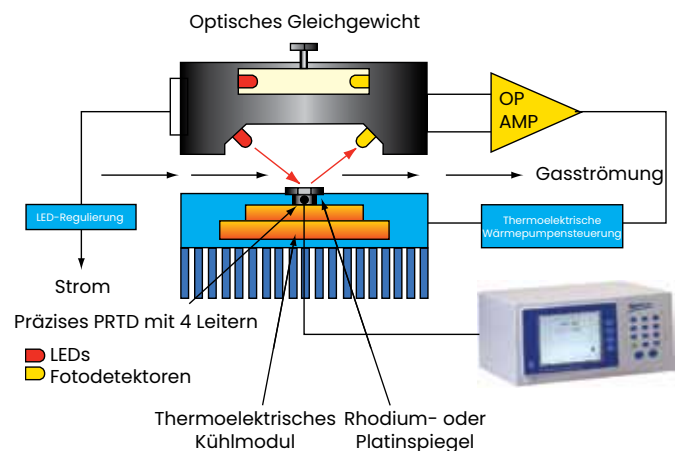 Optisches Gleichgewicht
OP
AMP
Gasströmung
LED-Regulierung
Thermoelektrische
Wärmepumpensteuerung
Strom
Präzises PRTD mit 4 Leitern
LEDs
Fotodetektoren
Thermoelektrisches
Kühlmodul
Rhodium- oder
Platinspiegel